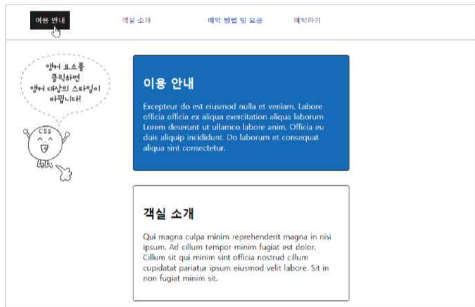 이용 안내 객실 소개 예약 방법 및 요금 예약하기
앵커 요소를
클릭하면
앵커 대상의 스타일이
바뀝니다!
CSS
이용 안내
Excepteur do est eiusmod nulla et veniam. Labore
officia officia ex aliqua exercitation aliqua laborum
Lorem deserunt ut ullamco labore anim. Officia eu
duis aliquip incididunt. Do laborum et consequat
aliqua sint consectetur.
객실 소개
Qui magna culpa minim reprehenderit magna in nisi
ipsum. Ad cillum tempor minim fugiat est dolor.
Cillum sit qui minim sint officia nostrud cillum
cupidatat pariatur ipsum eiusmod velit labore. Sit in
non fugiat minim sit.